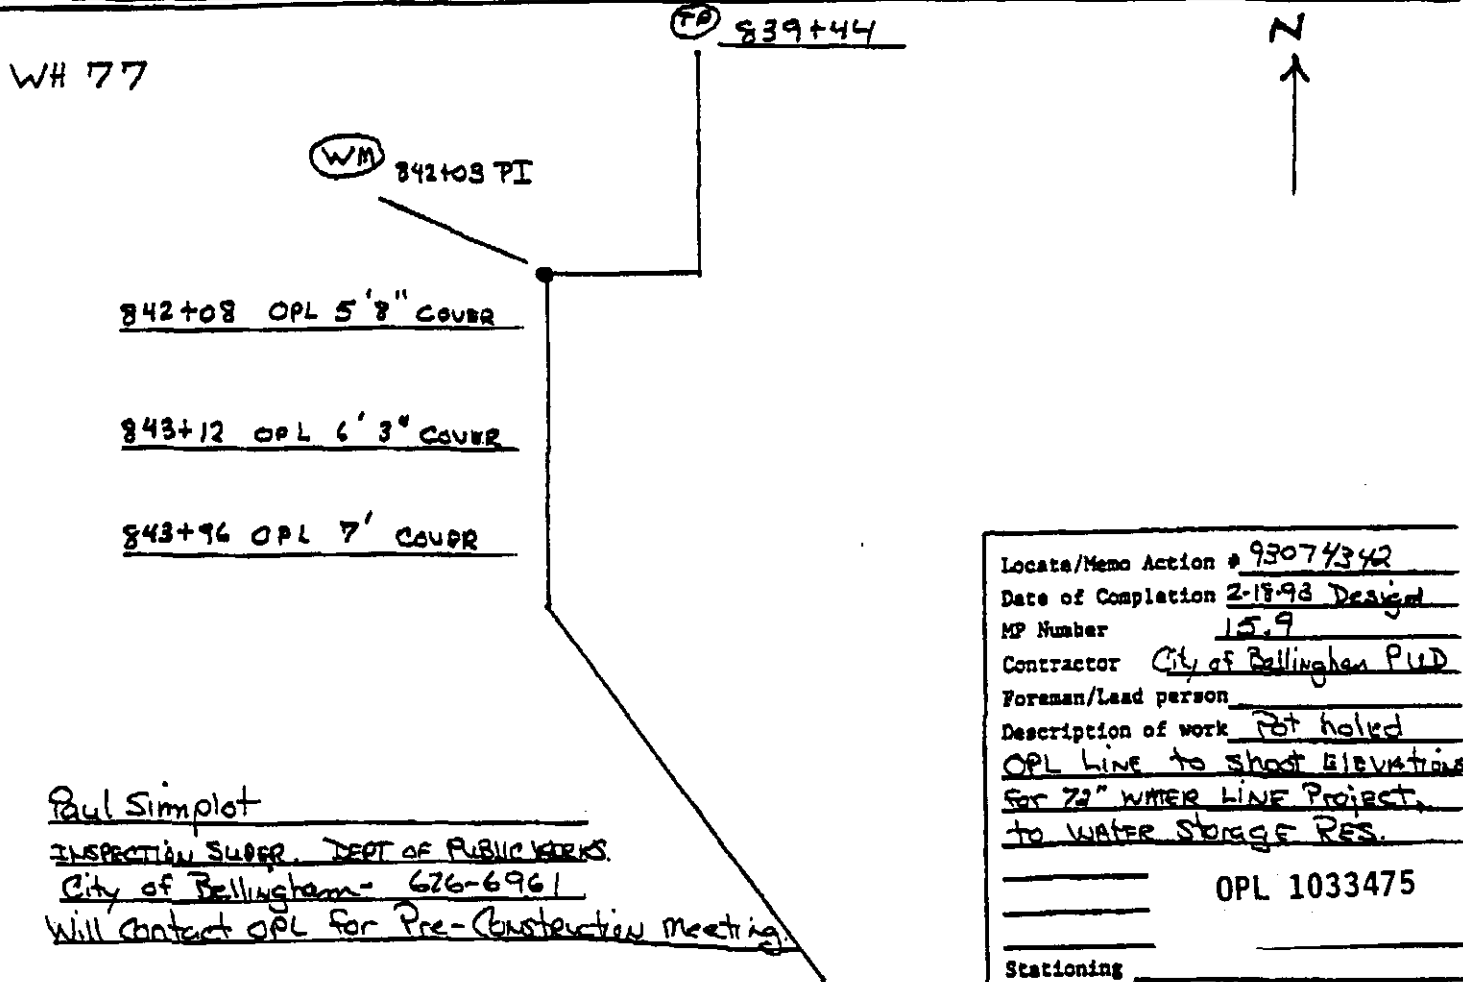 TP 839+44
N
WH 77
WM 842+03 PI
842+08 OPL 5'8" COVER
843+12 OPL 6'3" COVER
843+96 OPL 7' COVER
Locate/Memo Action # 93074342
Date of Completion 2-18-93 Design
MP Number 15.9
Contractor City of Bellingham PUD
Foreman/Lead person
Description of work Pot holed
OPL LINE to shoot ElEVATIONS
for 72" WATER LINE Project,
to WATER STORAGE RES.
OPL 1033475
Stationing
Paul Simplot
INSPECTION SUPER. DEPT OF PUBLIC WORKS.
City of Bellingham- 676-6961
Will contact OPL for Pre-Construction meeting.